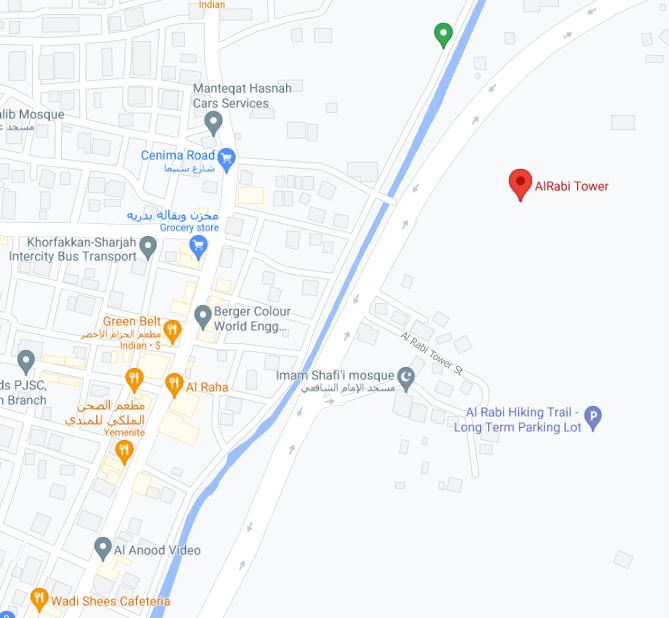 Indian
Manteqat Hasnah
Cars Services
lib Mosque
Cenima Road
شارع سنيما
AlRabi Tower
مخزن وبقالة بدريه
Grocery store
Khorfakkan-Sharjah
Intercity Bus Transport
Berger Colour
World Engg...
Green Belt
مطعم الحزام الأخضر
Indian • $
Al Rabi Tower St
Imam Shafi'i mosque
مسجد الإمام الشافعي
ds PJSC,
n Branch
Al Raha
مطعم الصحن
الملكي للمندي
Yemenite
Al Rabi Hiking Trail -
Long Term Parking Lot
P
Al Anood Video
Wadi Shees Cafeteria